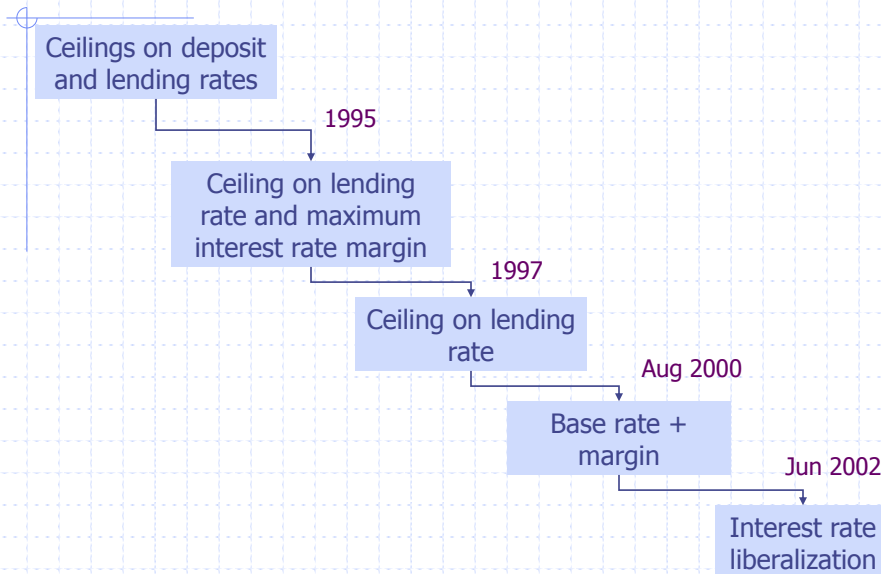 Ceilings on deposit
and lending rates
1995
Ceiling on lending
rate and maximum
interest rate margin
1997
Ceiling on lending
rate
Aug 2000
Base rate +
margin
Jun 2002
Interest rate
liberalization